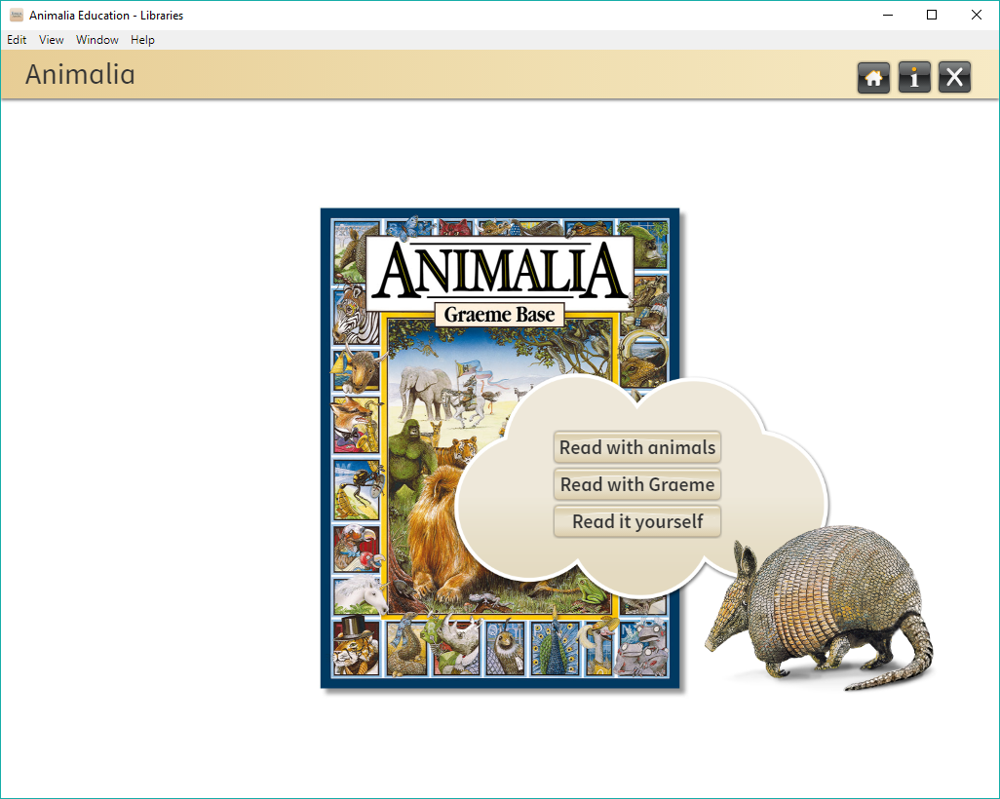 Animalia Education - Libraries
Edit View Window Help
Animalia
ANIMALIA
Graeme Base
Read with animals
Read with Graeme
Read it yourself